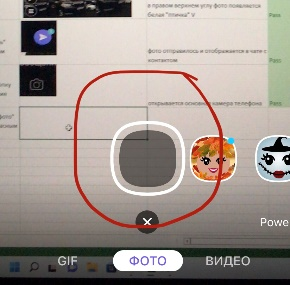 в правом верхнем углу фото появляется
белая "птичка" V
Pass
фото отправилось и отображается в чате с
контактом
Pass
открывается основная камера телефона
Pass
фото"
Powe
GIF
ФОТО
ВИДЕО